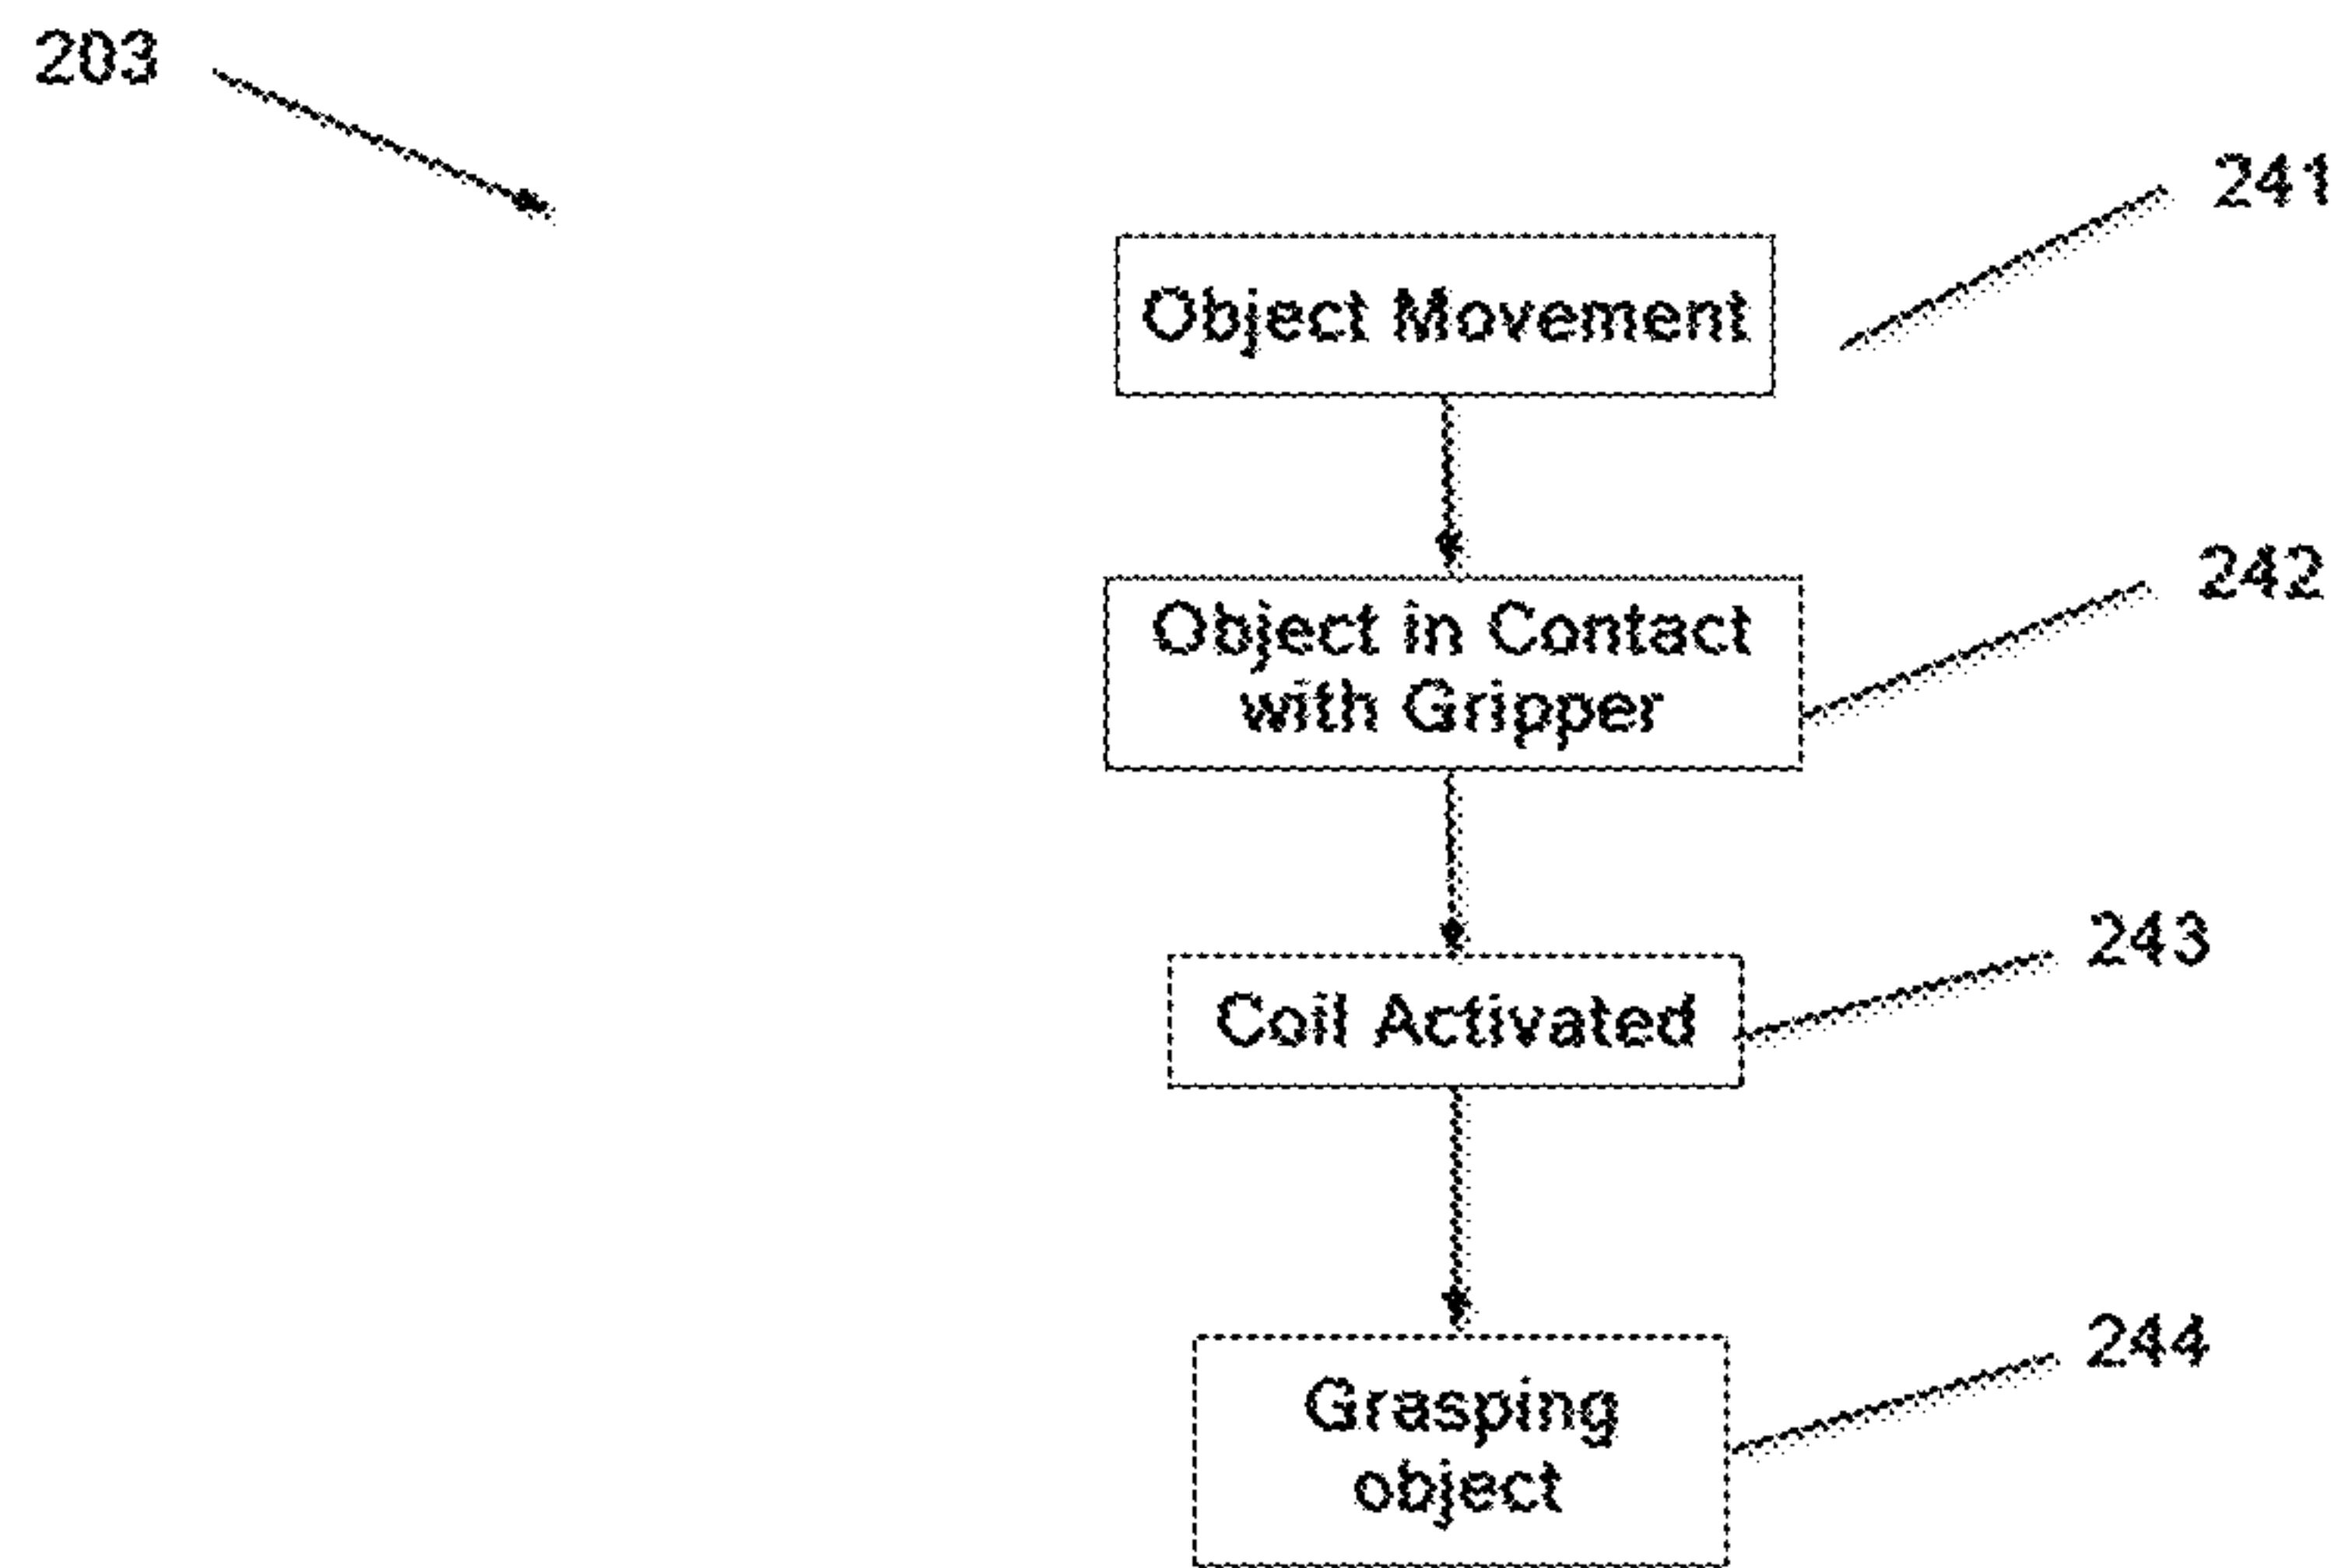 203
241
Object Movement
242
Object in Contact
with Gripper
243
Coil Activated
244
Grasping
object